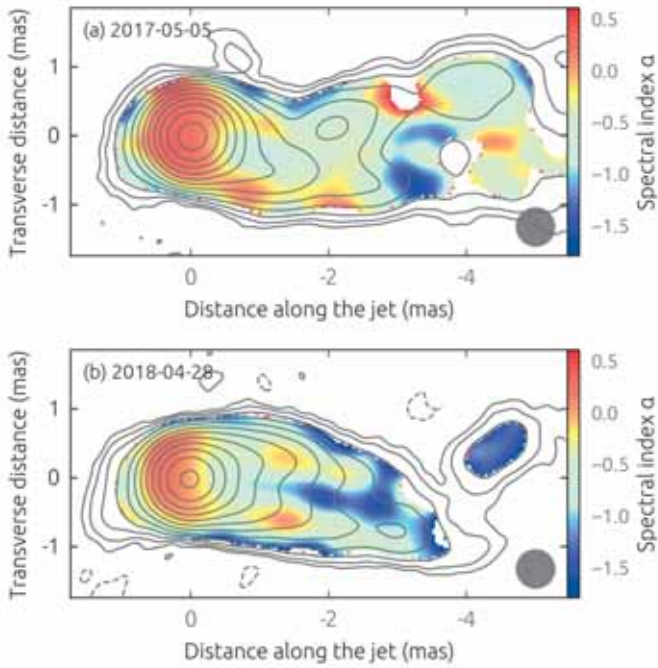 (a) 2017-05-05
Transverse distance (mas)
1
0
-1
0
-2
-4
Distance along the jet (mas)
0.5
0.0
−0.5
−1.0
−1.5
Spectral index α
(b) 2018-04-28
Transverse distance (mas)
1
0
-1
0
-2
-4
Distance along the jet (mas)
0.5
0.0
−0.5
−1.0
−1.5
Spectral index α